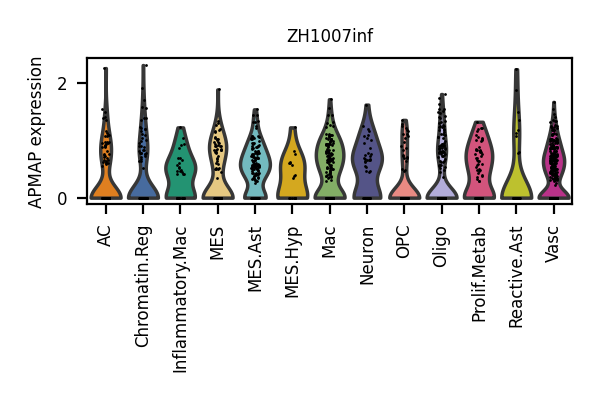 ZH1007inf
APMAP expression
2
0
AC
Chromatin.Reg
Inflammatory.Mac
MES
MES.Ast
MES.Hyp
Mac
Neuron
OPC
Oligo
Prolif.Metab
Reactive.Ast
Vasc